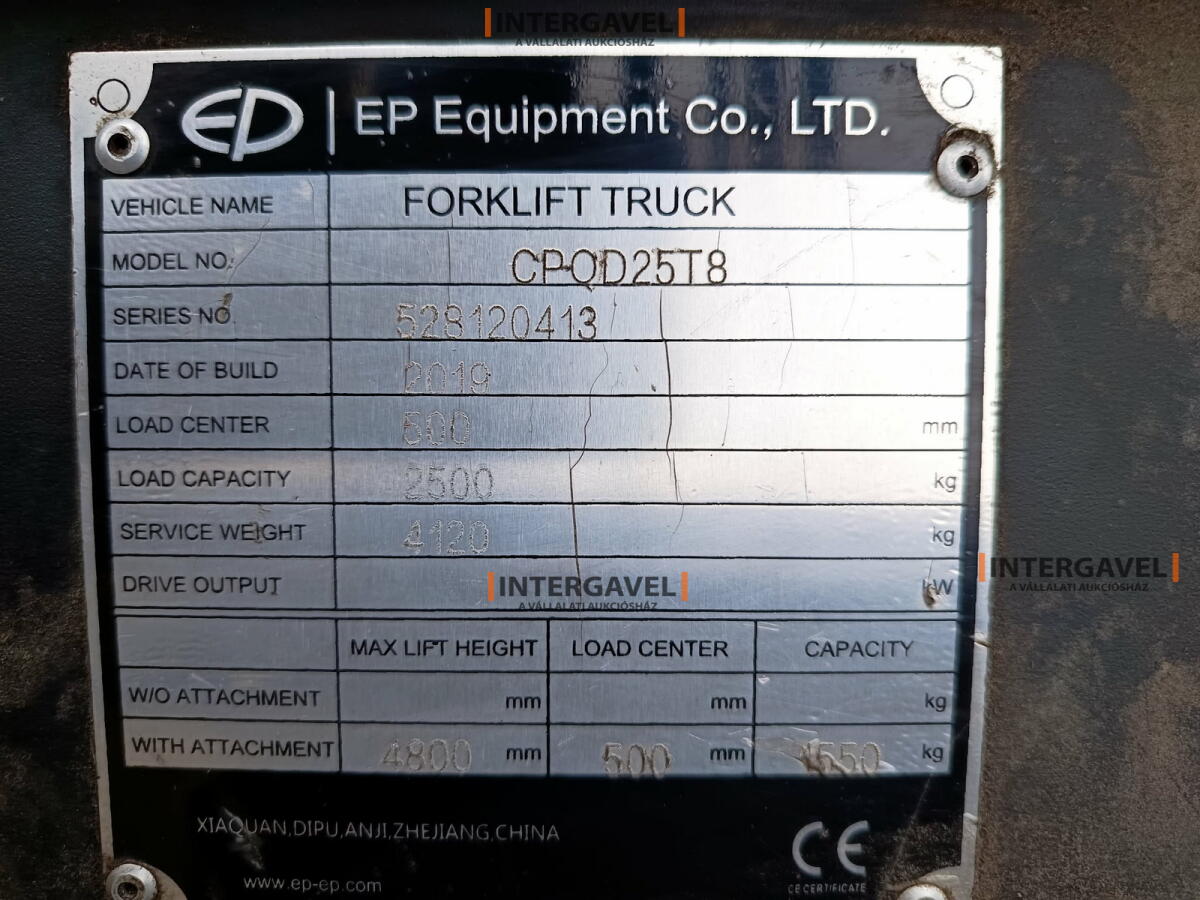 INTERGAVEL
A VÁLLALATI AUKCIÓSHÁZ
EP | EP Equipment Co., LTD.
VEHICLE NAME FORKLIFT TRUCK
MODEL NO. CPQD25T8
SERIES NO. 528120413
DATE OF BUILD 2019
LOAD CENTER 500 mm
LOAD CAPACITY 2500 kg
SERVICE WEIGHT 4120 kg
DRIVE OUTPUT kW
INTERGAVEL
A VÁLLALATI AUKCIÓSHÁZ
INTERGAVEL
A VÁLLALATI AUKCIÓSHÁZ
MAX LIFT HEIGHT LOAD CENTER CAPACITY
W/O ATTACHMENT mm mm kg
WITH ATTACHMENT 4800 mm 500 mm 1550 kg
XIAQUAN,DIPU,ANJI,ZHEJIANG,CHINA
www.ep-ep.com
CE
CE CERTIFICATE